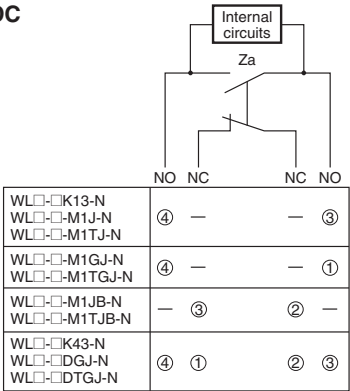 DC
Internal
circuits
Za
NO NC NC NO
WL□-□K13-N
WL□-□-M1J-N
WL□-□-M1TJ-N
④ — — ③
WL□-□-M1GJ-N
WL□-□-M1TGJ-N
④ — — ①
WL□-□-M1JB-N
WL□-□-M1TJB-N
— ③ ② —
WL□-□K43-N
WL□-□DGJ-N
WL□-□DTGJ-N
④ ① ② ③